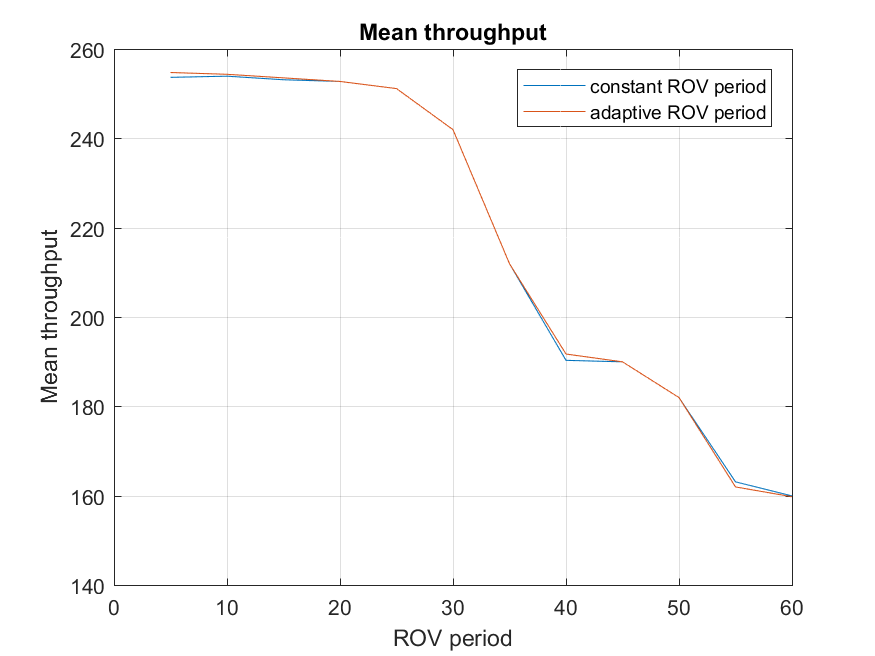 Mean throughput
260
240
220
200
180
160
140
Mean throughput
constant ROV period
adaptive ROV period
0 10 20 30 40 50 60
ROV period